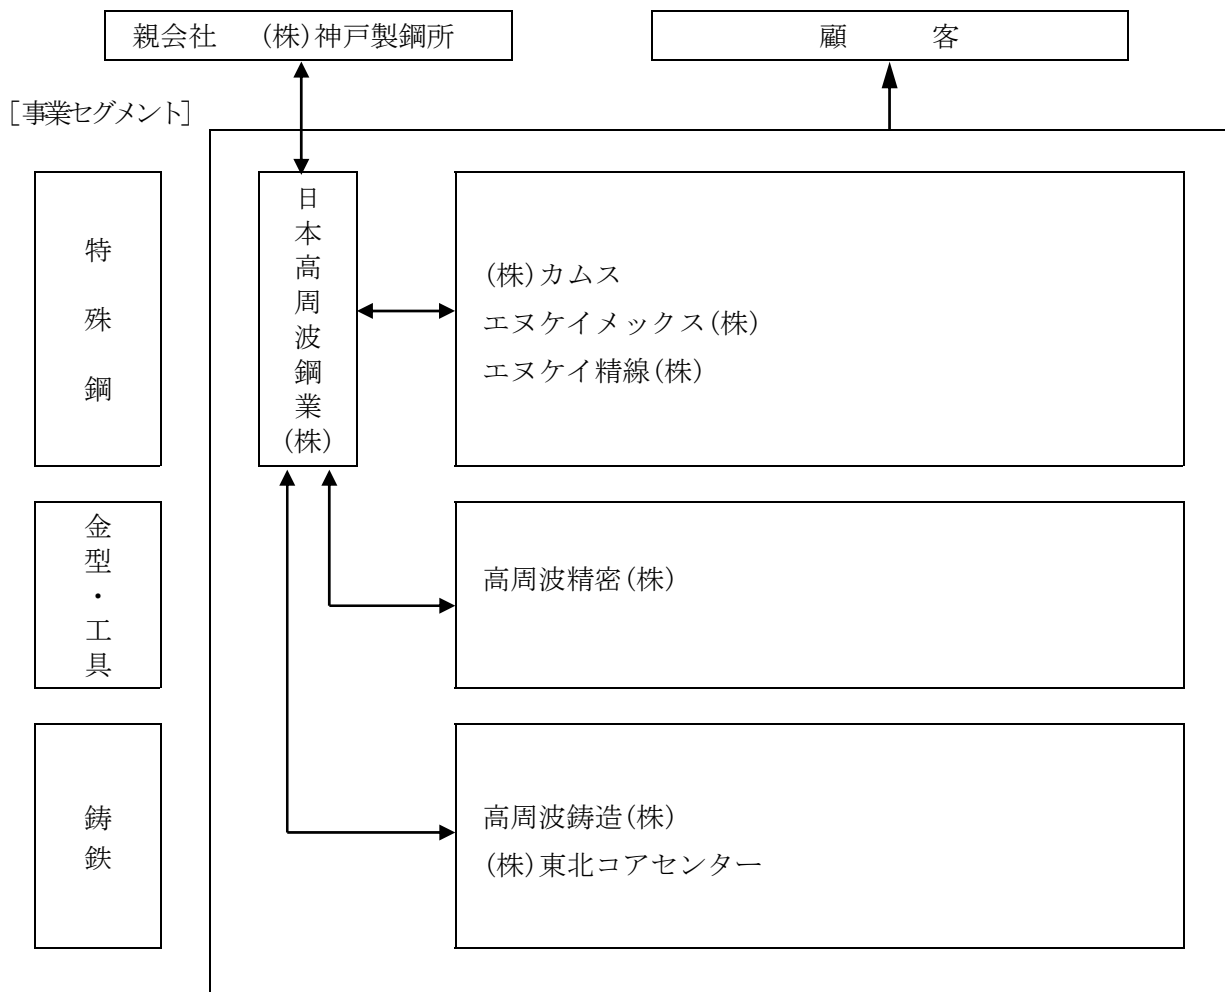 親会社　(株)神戸製鋼所
顧　客
［事業セグメント］
特殊鋼
日本高周波鋼業(株)
(株)カムス
エヌケイメックス(株)
エヌケイ精線(株)
金型・工具
高周波精密(株)
鋳鉄
高周波鋳造(株)
(株)東北コアセンター